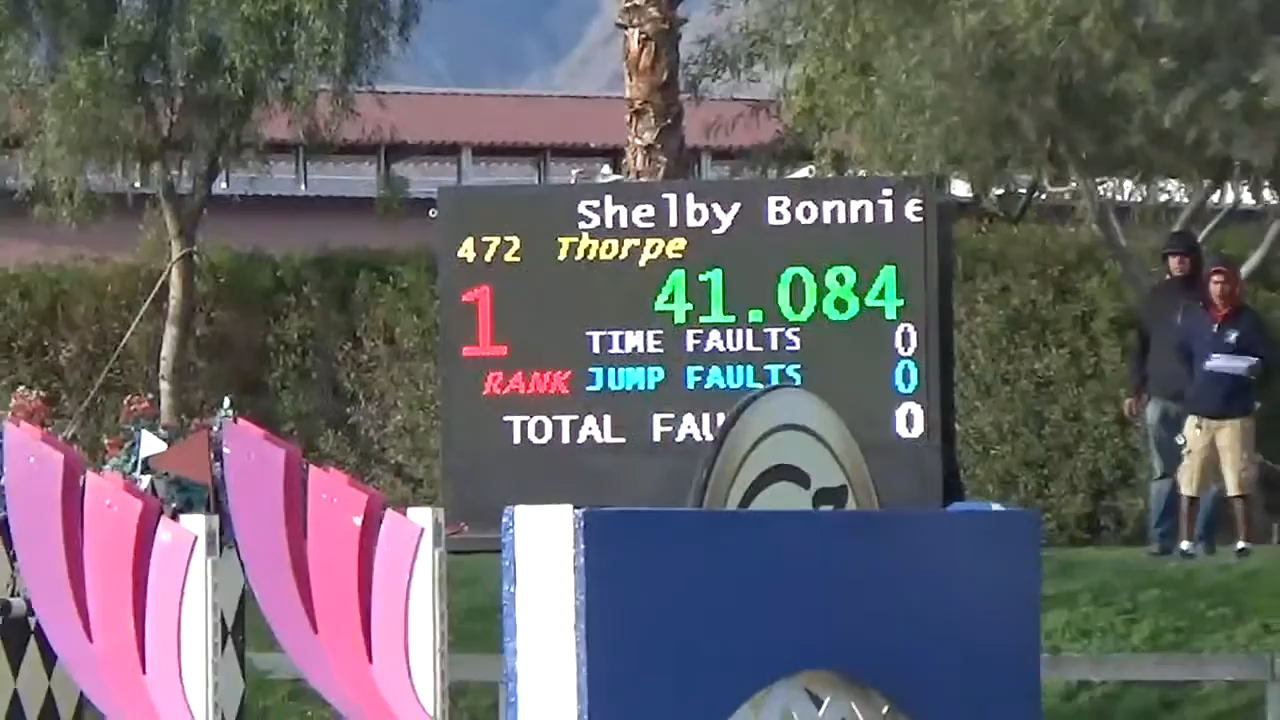 Shelby Bonnie
472 Thorpe
1 41.084
TIME FAULTS 0
RANK JUMP FAULTS 0
TOTAL 0